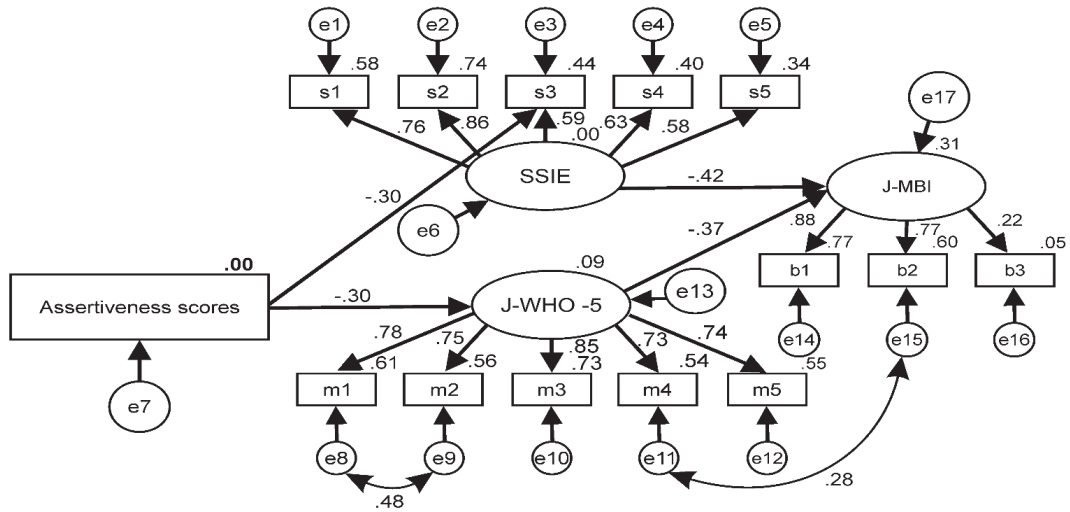 e1 e2 e3 e4 e5
.58 .74 .44 .40 .34
s1 s2 s3 s4 s5
e17
.76 .86 .59 .63 .58
.00
.31
SSIE
J-MBI
-.42
-.30
e6
-.37
.88 .77 .22
.77 .60 .05
b1 b2 b3
.00
Assertiveness scores
-.30
.09
J-WHO -5
e13
e14 e15 e16
.78 .75 .85 .73 .74
.61 .56 .73 .54 .55
m1 m2 m3 m4 m5
e7
e8 e9 e10 e11 e12
.48
.28